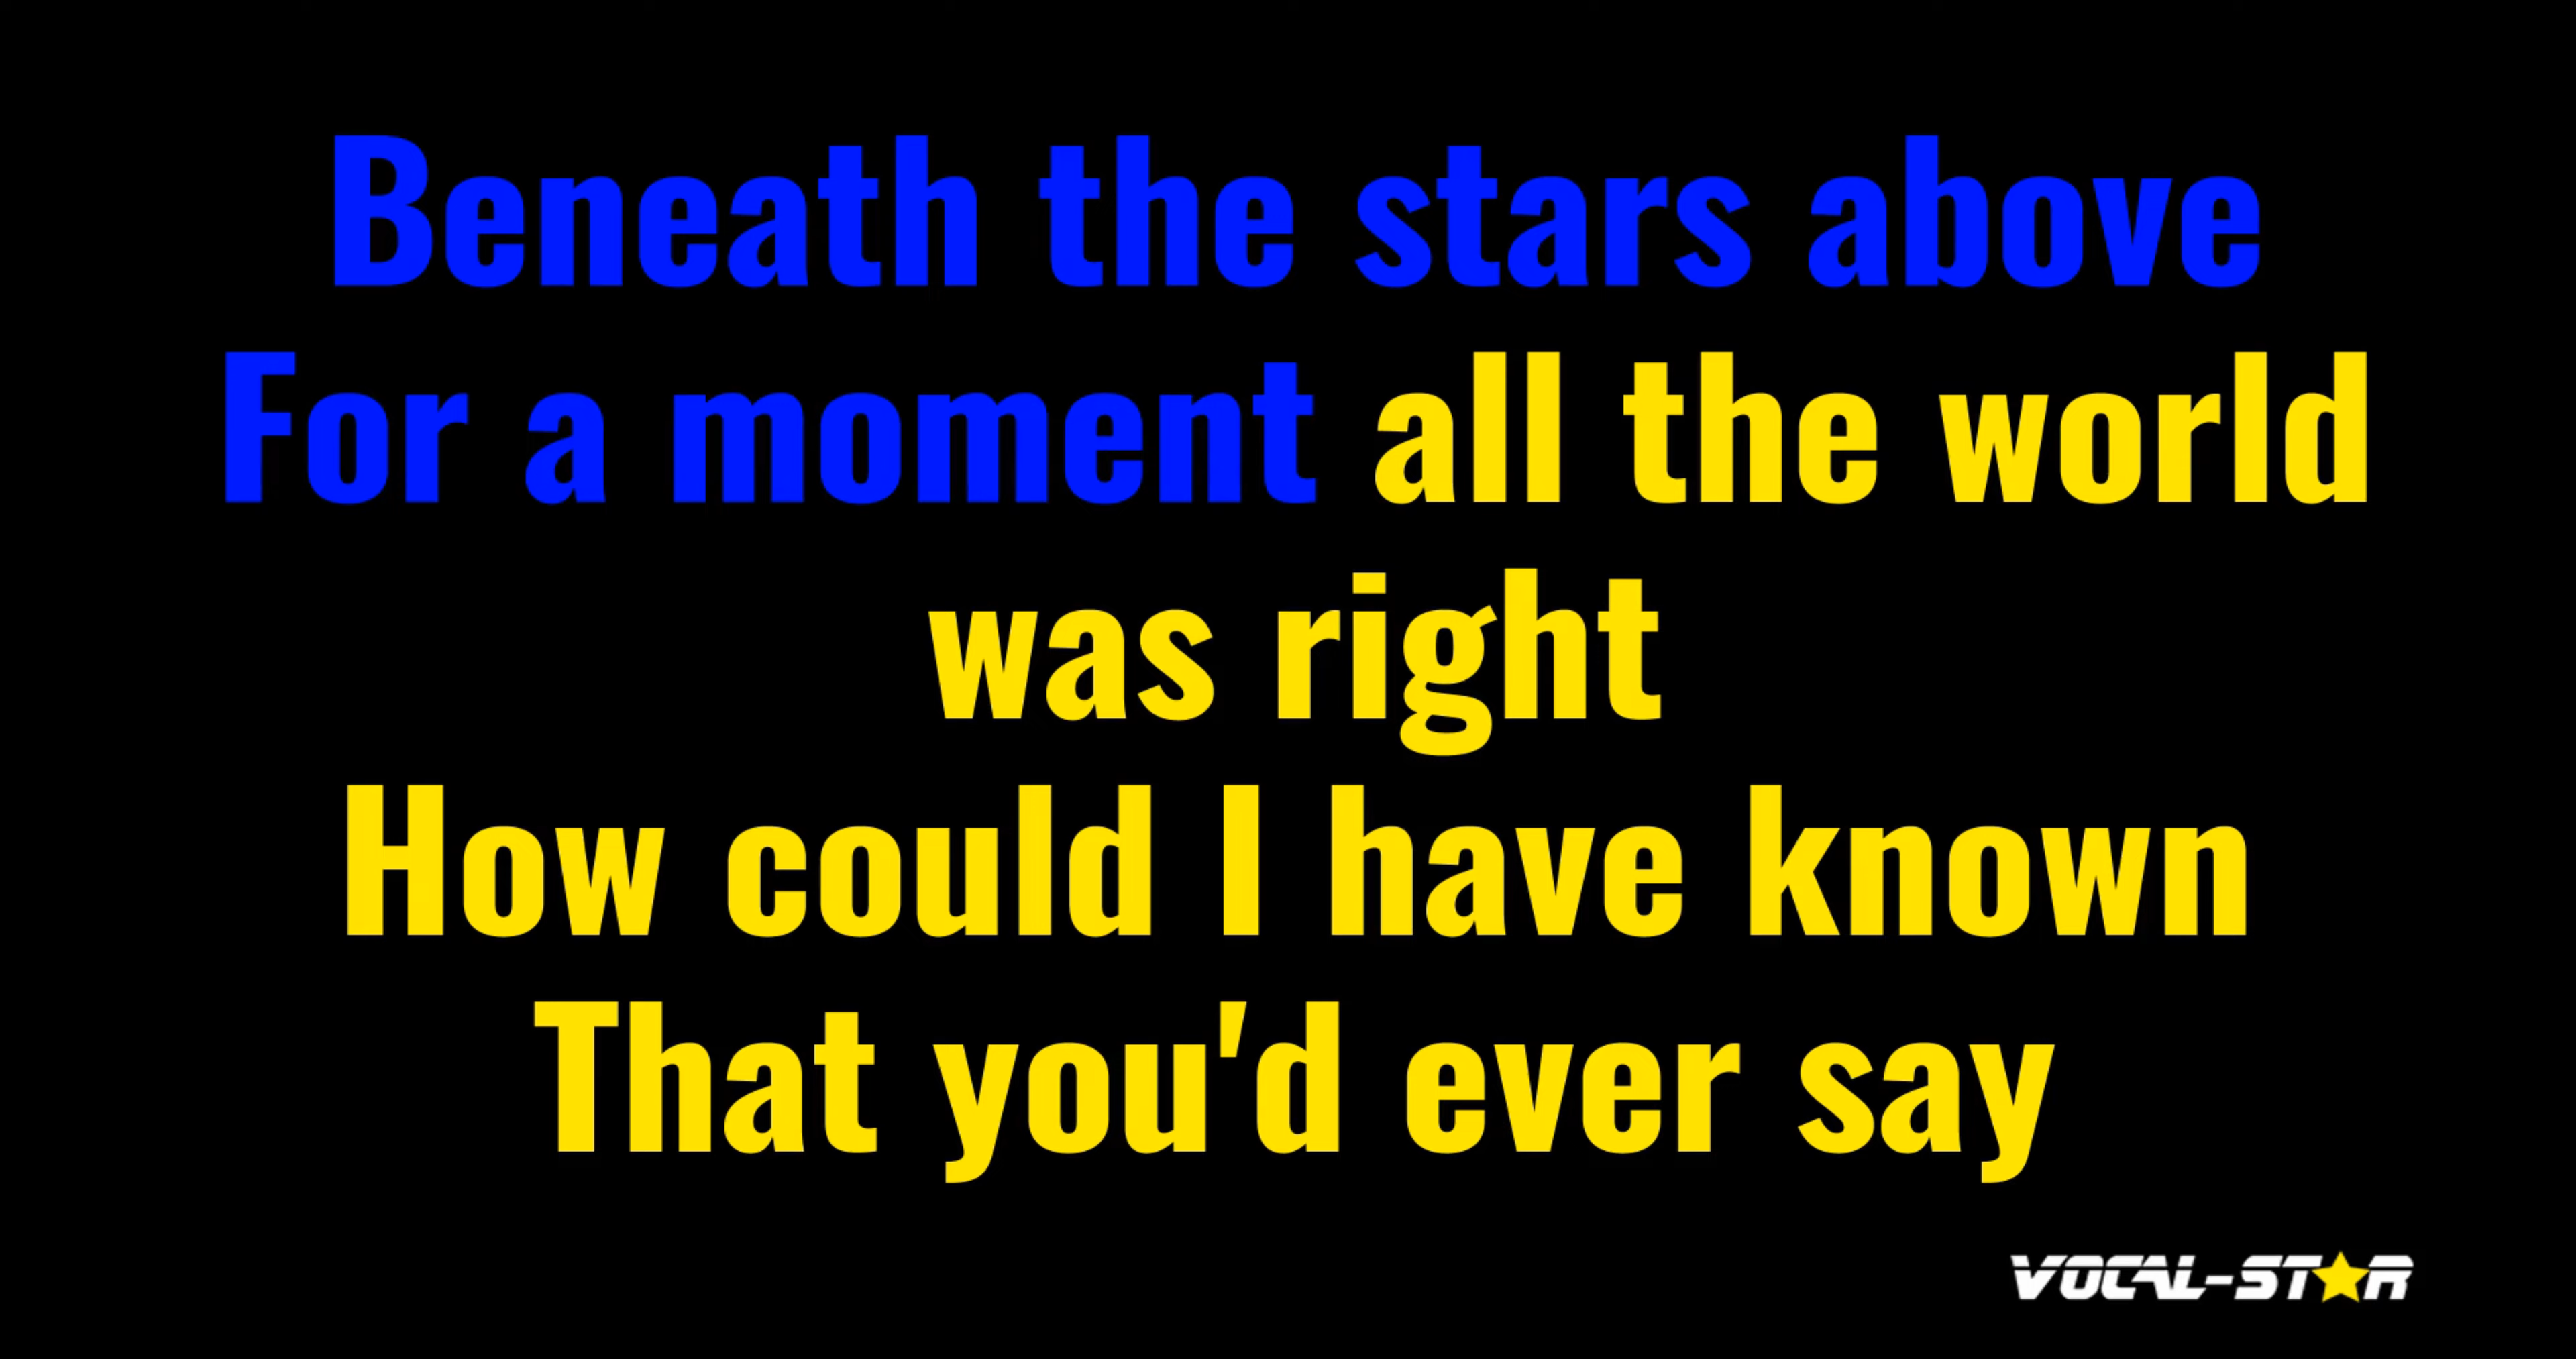 Beneath the stars above
For a moment all the world
was right
How could I have known
That you'd ever say
VOCAL-STAR